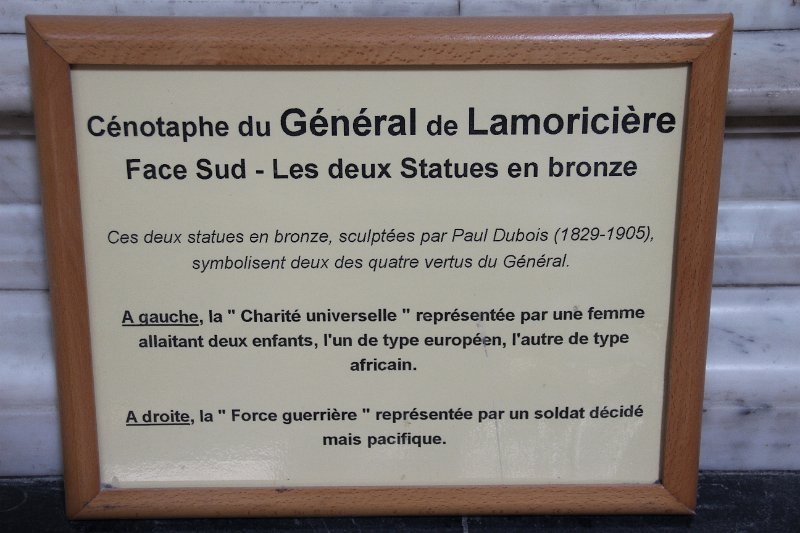 Cénotaphe du Général de Lamoricière
Face Sud - Les deux Statues en bronze
Ces deux statues en bronze, sculptées par Paul Dubois (1829-1905),
symbolisent deux des quatre vertus du Général.
A gauche, la " Charité universelle " représentée par une femme
allaitant deux enfants, l'un de type européen, l'autre de type
africain.
A droite, la " Force guerrière " représentée par un soldat décidé
mais pacifique.